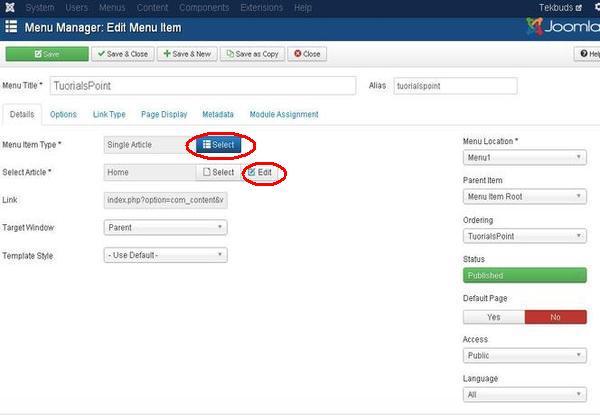 System Users Menus Content Components Extensions Help Tekbuds
Menu Manager: Edit Menu Item Joomla
Save Save & Close Save & New Save as Copy Close Help
Menu Title * TuorialsPoint Alias tuorialspoint
Details Options Link Type Page Display Metadata Module Assignment
Menu Item Type * Single Article Select
Select Article * Home Select Edit
Link index.php?option=com_content&v
Target Window Parent
Template Style - Use Default -
Menu Location *
Menu1
Parent Item
Menu Item Root
Ordering
TuorialsPoint
Status
Published
Default Page
Yes No
Access
Public
Language
All